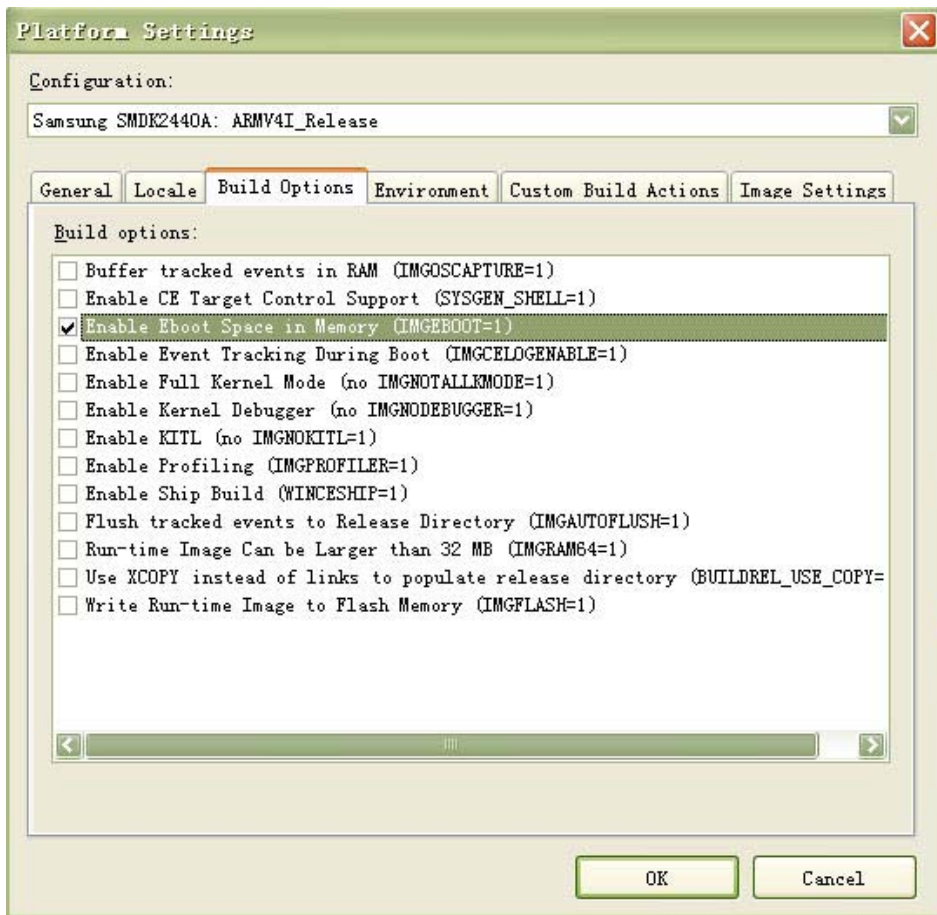 Platform Settings
Configuration:
Samsung SMDK2440A: ARMV4I_Release
General Locale Build Options Environment Custom Build Actions Image Settings
Build options:
Buffer tracked events in RAM (IMGOSCAPTURE=1)
Enable CE Target Control Support (SYSGEN_SHELL=1)
Enable Eboot Space in Memory (IMGEBOOT=1)
Enable Event Tracking During Boot (IMGCELOGENABLE=1)
Enable Full Kernel Mode (no IMGNOTALLKMODE=1)
Enable Kernel Debugger (no IMGNODEBUGGER=1)
Enable KITL (no IMGNOKITL=1)
Enable Profiling (IMGPROFILER=1)
Enable Ship Build (WINCESHIP=1)
Flush tracked events to Release Directory (IMGAUTOFLUSH=1)
Run-time Image Can be Larger than 32 MB (IMGRAM64=1)
Use XCOPY instead of links to populate release directory (BUILDREL_USE_COPY=
Write Run-time Image to Flash Memory (IMGFLASH=1)
OK Cancel